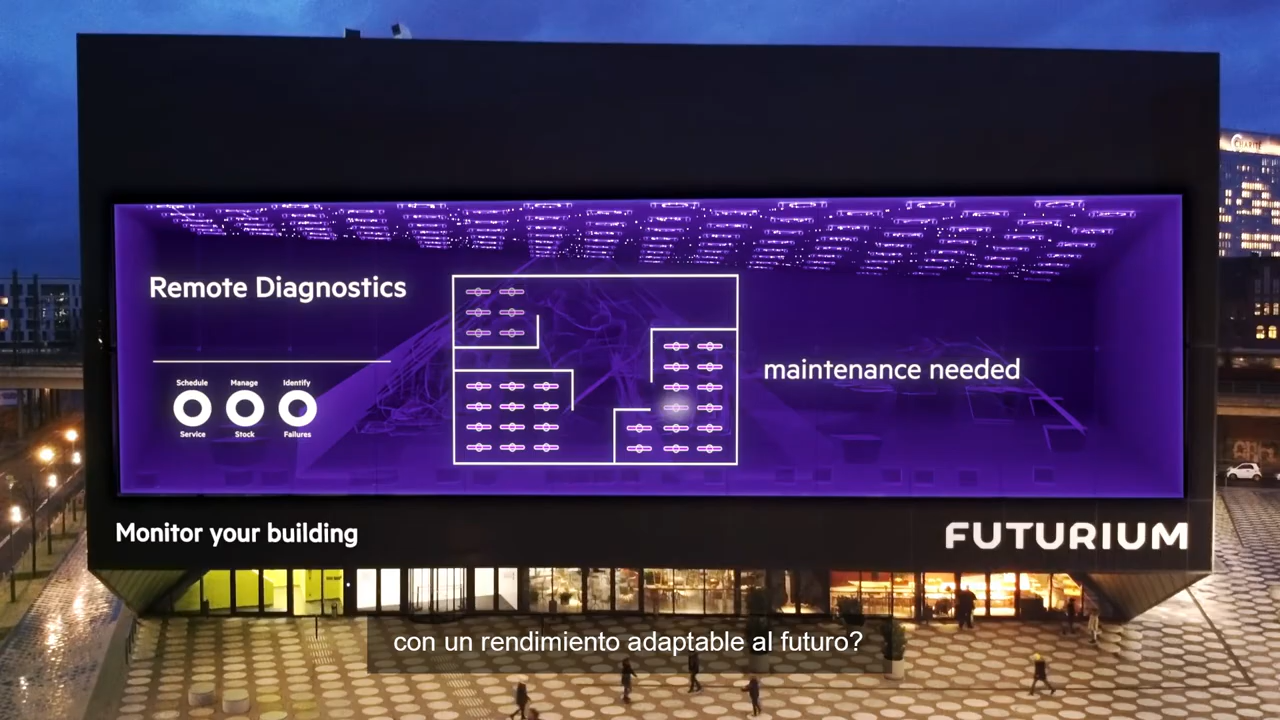 CHARITÉ
Remote Diagnostics
maintenance needed
Schedule Manage Identify
Service Stock Failures
Monitor your building
FUTURIUM
con un rendimiento adaptable al futuro?